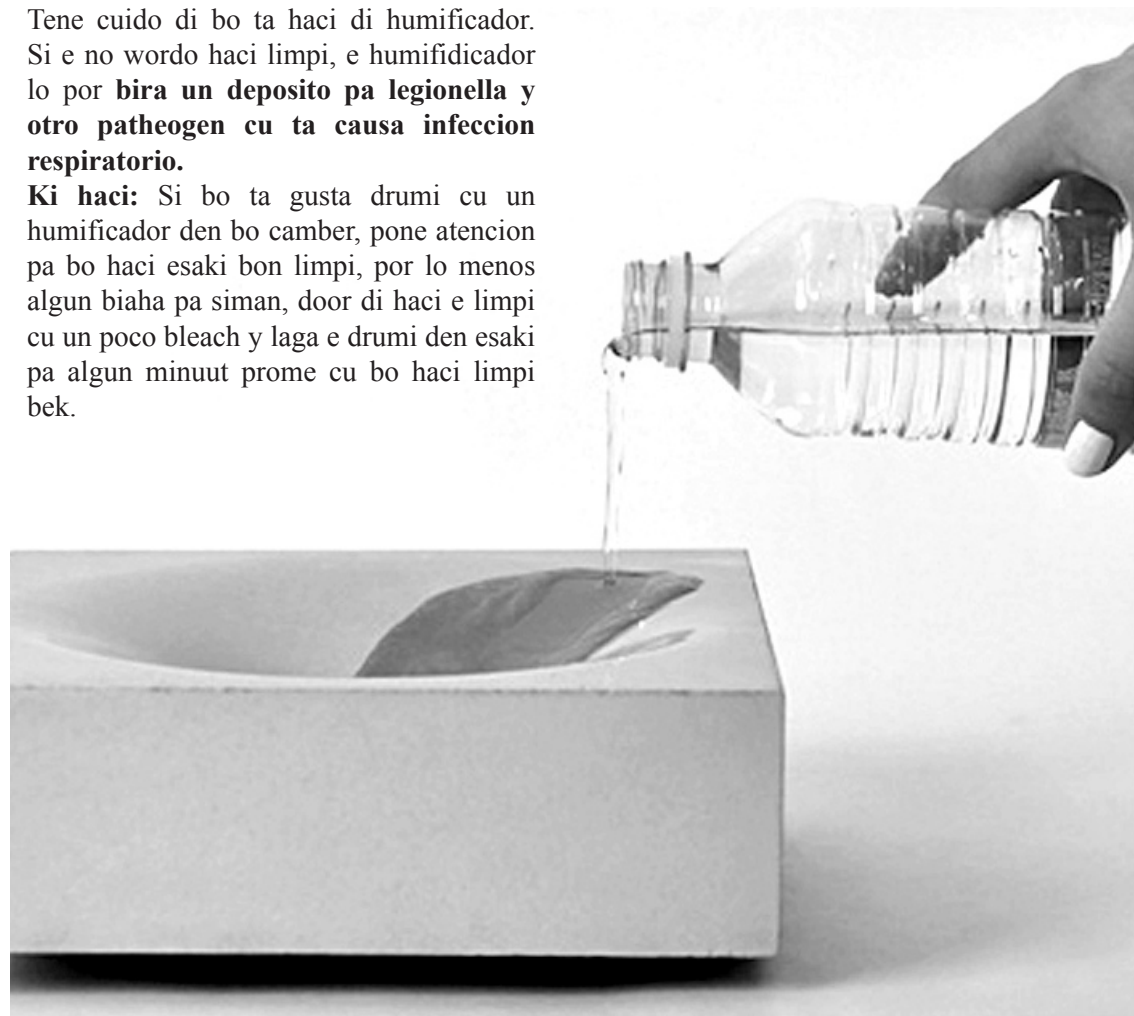 Tene cuido di bo ta haci di humificador.
Si e no wordo haci limpi, e humifidicador
lo por bira un deposito pa legionella y
otro patheogen cu ta causa infeccion
respiratorio.
Ki haci: Si bo ta gusta drumi cu un
humificador den bo camber, pone atencion
pa bo haci esaki bon limpi, por lo menos
algun biaha pa siman, door di haci e limpi
cu un poco bleach y laga e drumi den esaki
pa algun minuut prome cu bo haci limpi
bek.